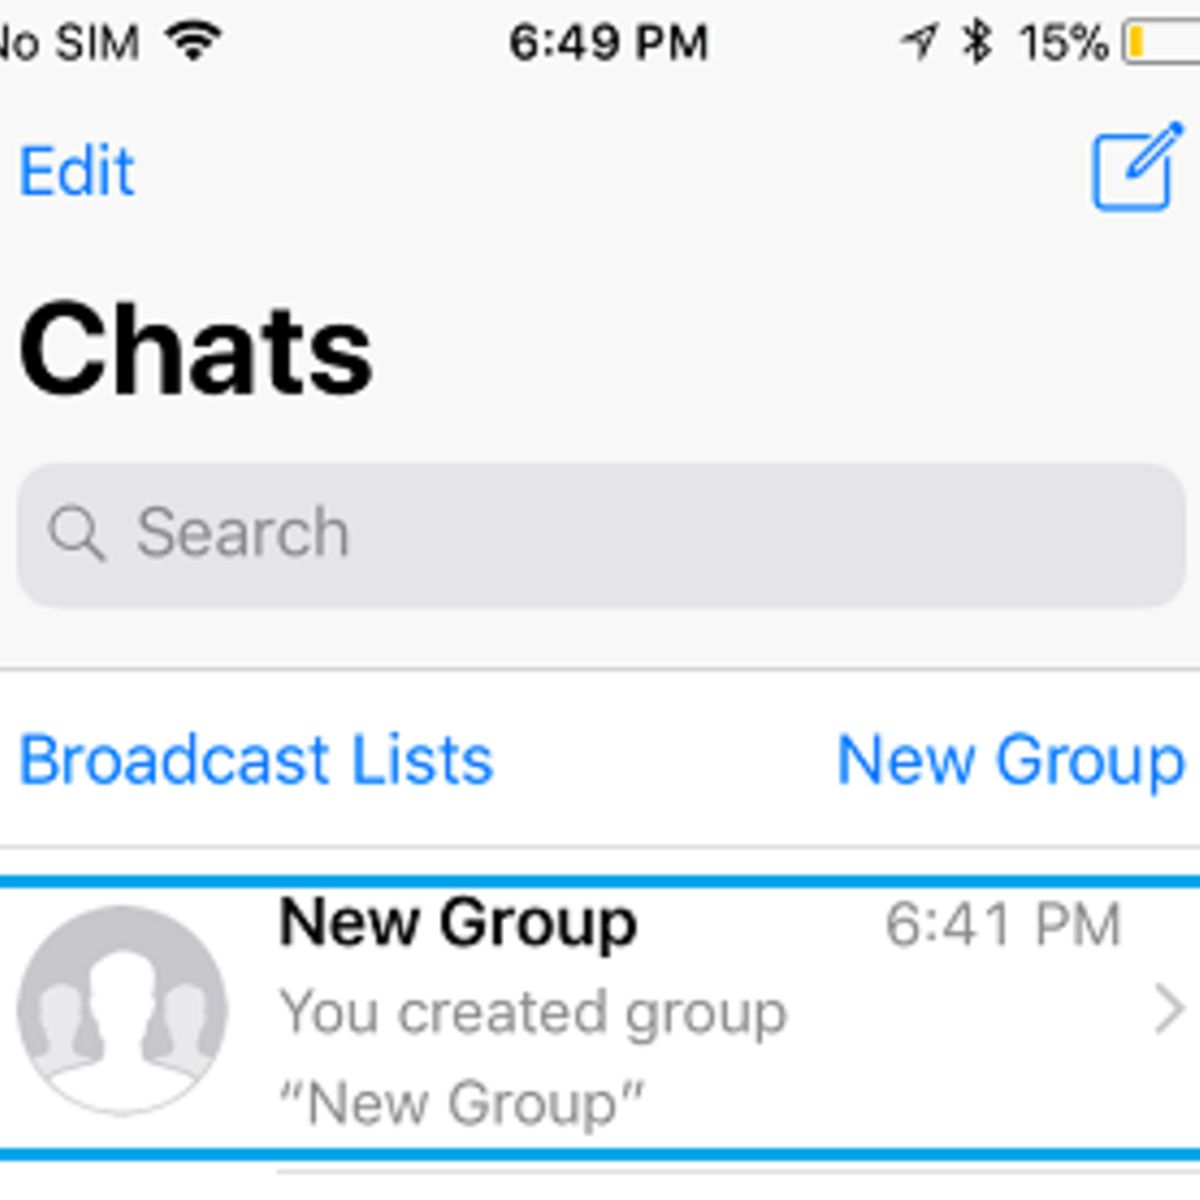 No SIM 6:49 PM 15%
Edit
Chats
Search
Broadcast Lists New Group
New Group 6:41 PM
You created group
“New Group”